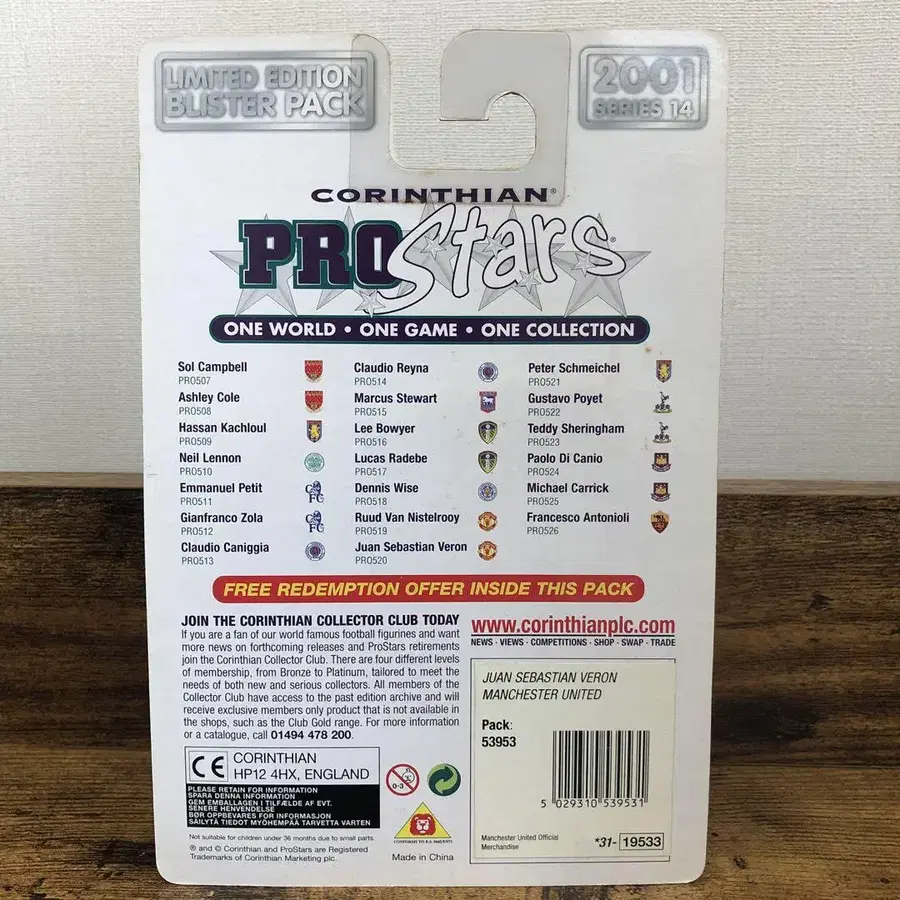 LIMITED EDITION
BLISTER PACK
2001
SERIES 14
CORINTHIAN®
PROStars®
ONE WORLD • ONE GAME • ONE COLLECTION
Sol Campbell
PRO507
Ashley Cole
PRO508
Hassan Kachloul
PRO509
Neil Lennon
PRO510
Emmanuel Petit
PRO511
Gianfranco Zola
PRO512
Claudio Caniggia
PRO513
Claudio Reyna
PRO514
Marcus Stewart
PRO515
Lee Bowyer
PRO516
Lucas Radebe
PRO517
Dennis Wise
PRO518
Ruud Van Nistelrooy
PRO519
Juan Sebastian Veron
PRO520
Peter Schmeichel
PRO521
Gustavo Poyet
PRO522
Teddy Sheringham
PRO523
Paolo Di Canio
PRO524
Michael Carrick
PRO525
Francesco Antonioli
PRO526
FREE REDEMPTION OFFER INSIDE THIS PACK
JOIN THE CORINTHIAN COLLECTOR CLUB TODAY
If you are a fan of our world famous football figurines and want
more news on forthcoming releases and ProStars retirements
join the Corinthian Collector Club. There are four different levels
of membership, from Bronze to Platinum, tailored to meet the
needs of both new and serious collectors. All members of the
Collector Club have access to the past edition archive and will
receive exclusive members only product that is not available in
the shops, such as the Club Gold range. For more information
or a catalogue, call 01494 478 200.
www.corinthianplc.com
NEWS - VIEWS - COMPETITIONS - SHOP - SWAP - TRADE
JUAN SEBASTIAN VERON
MANCHESTER UNITED
Pack:
53953
5 029310 539531
Manchester United Official
Merchandise
*31- 19533
CE
CORINTHIAN
HP12 4HX, ENGLAND
PLEASE RETAIN FOR INFORMATION
SPARA DENNA INFORMATION
GEM EMBALLAGEN I TILFÆLDE AF EVT.
SENERE HENVENDELSE
BØR OPPBEVARES FOR INFORMASJON
SÄILYTÄ TIEDOT MYÖHEMPÄÄ TARVETTA VARTEN
Not suitable for children under 36 months due to small parts.
® and © Corinthian and ProStars are Registered
Trademarks of Corinthian Marketing plc.
0-3
Made in China